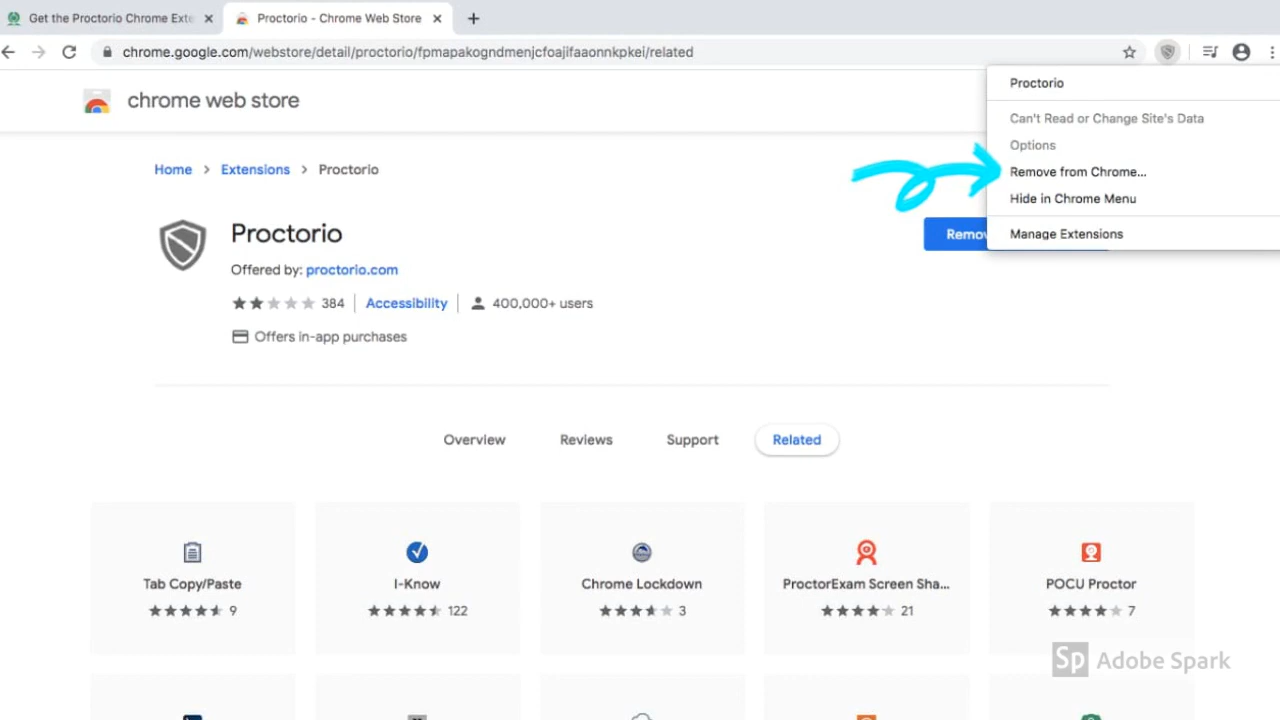 Get the Proctorio Chrome Exte
Proctorio - Chrome Web Store
chrome.google.com/webstore/detail/proctorio/fpmapakogndmenjcfoajifaaonnkpkei/related
Proctorio
Can't Read or Change Site's Data
Options
Remove from Chrome...
Hide in Chrome Menu
Manage Extensions
chrome web store
Home > Extensions > Proctorio
Proctorio
Remov
Offered by: proctorio.com
384 Accessibility 400,000+ users
Offers in-app purchases
Overview Reviews Support Related
Tab Copy/Paste I-Know Chrome Lockdown ProctorExam Screen Sha... POCU Proctor
9 122 3 21 7
Sp Adobe Spark